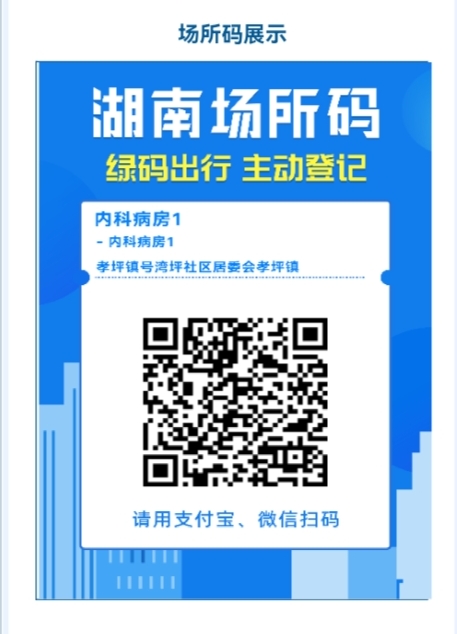 场所码展示
湖南场所码
绿码出行 主动登记
内科病房1
- 内科病房1
孝坪镇号湾坪社区居委会孝坪镇
请用支付宝、微信扫码